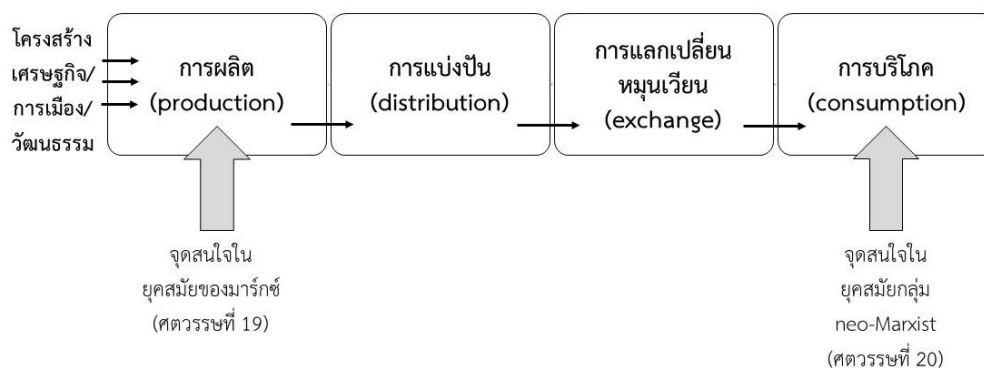 โครงสร้าง
เศรษฐกิจ/
การเมือง/
วัฒนธรรม
การผลิต
(production)
การแบ่งปัน
(distribution)
การแลกเปลี่ยน
หมุนเวียน
(exchange)
การบริโภค
(consumption)
จุดสนใจใน
ยุคสมัยของมาร์กซ์
(ศตวรรษที่ 19)
จุดสนใจใน
ยุคสมัยกลุ่ม
neo-Marxist
(ศตวรรษที่ 20)